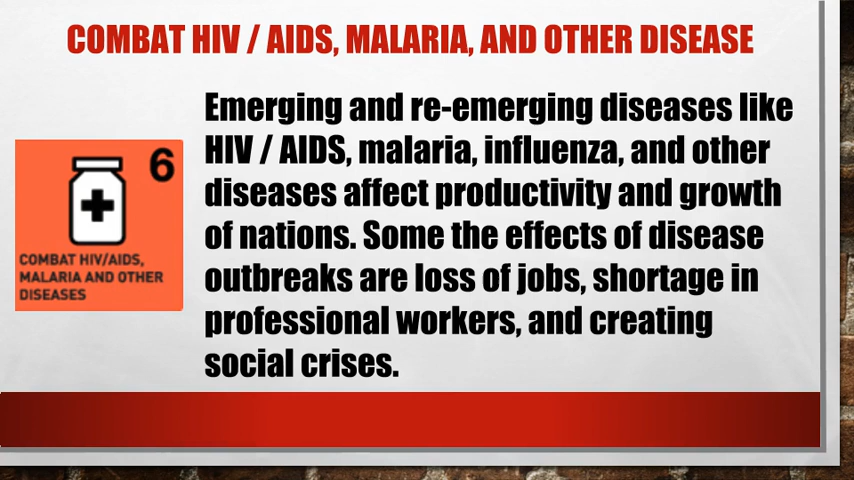 COMBAT HIV / AIDS, MALARIA, AND OTHER DISEASE
Emerging and re-emerging diseases like
HIV / AIDS, malaria, influenza, and other
diseases affect productivity and growth
of nations. Some the effects of disease
outbreaks are loss of jobs, shortage in
professional workers, and creating
social crises.
6
COMBAT HIV/AIDS,
MALARIA AND OTHER
DISEASES